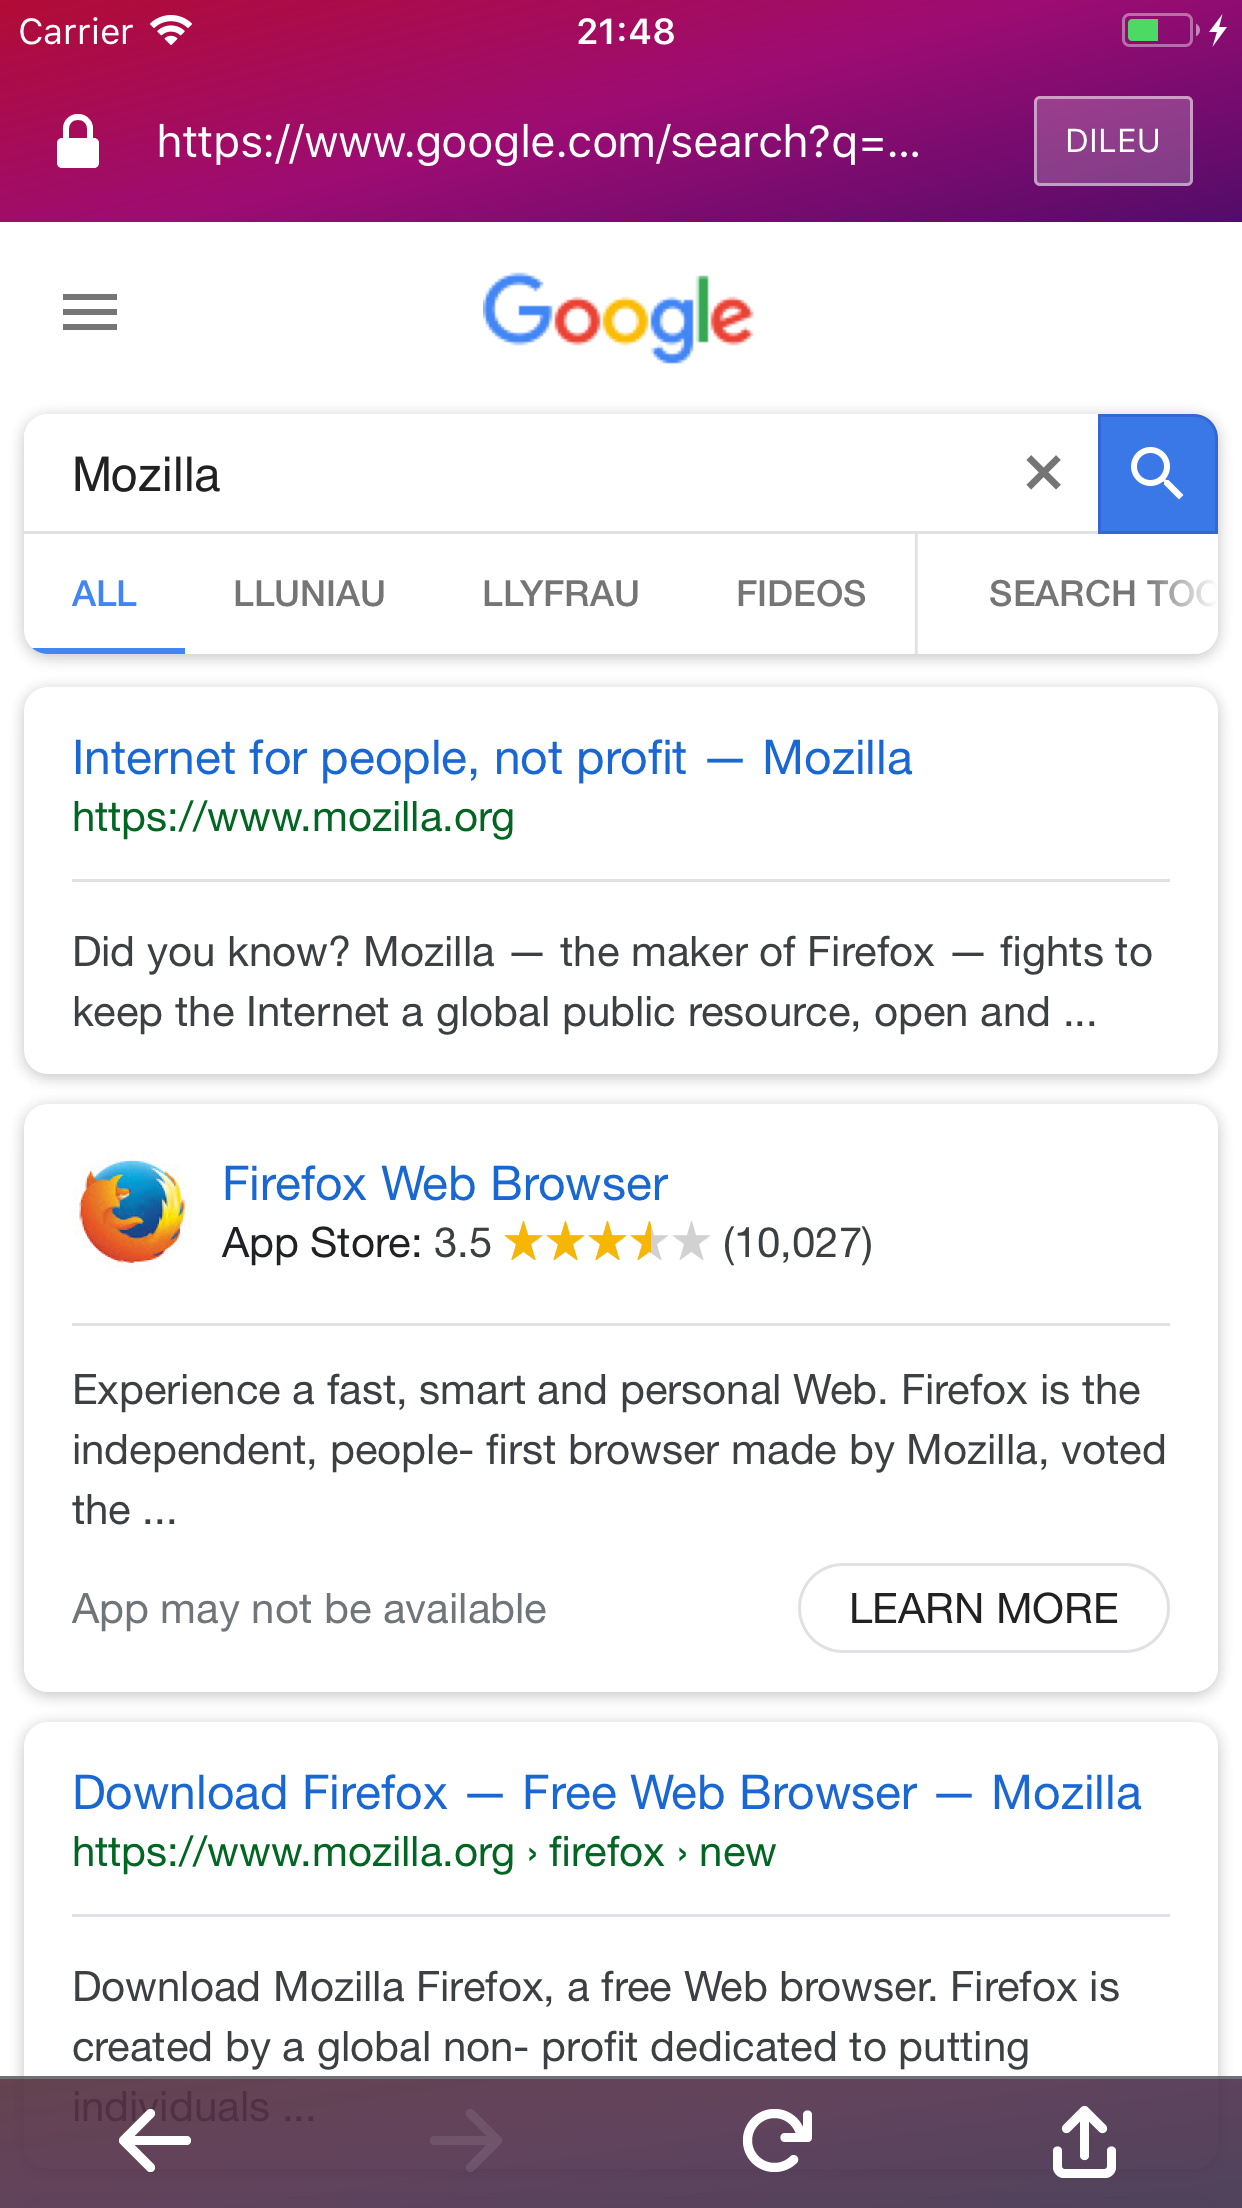 Carrier 21:48
https://www.google.com/search?q=... DILEU
Google
Mozilla
ALL LLUNIAU LLYFRAU FIDEOS SEARCH TOO
Internet for people, not profit — Mozilla
https://www.mozilla.org
Did you know? Mozilla — the maker of Firefox — fights to
keep the Internet a global public resource, open and ...
Firefox Web Browser
App Store: 3.5 ★★★★★ (10,027)
Experience a fast, smart and personal Web. Firefox is the
independent, people- first browser made by Mozilla, voted
the ...
App may not be available LEARN MORE
Download Firefox — Free Web Browser — Mozilla
https://www.mozilla.org › firefox › new
Download Mozilla Firefox, a free Web browser. Firefox is
created by a global non- profit dedicated to putting
individuals ...